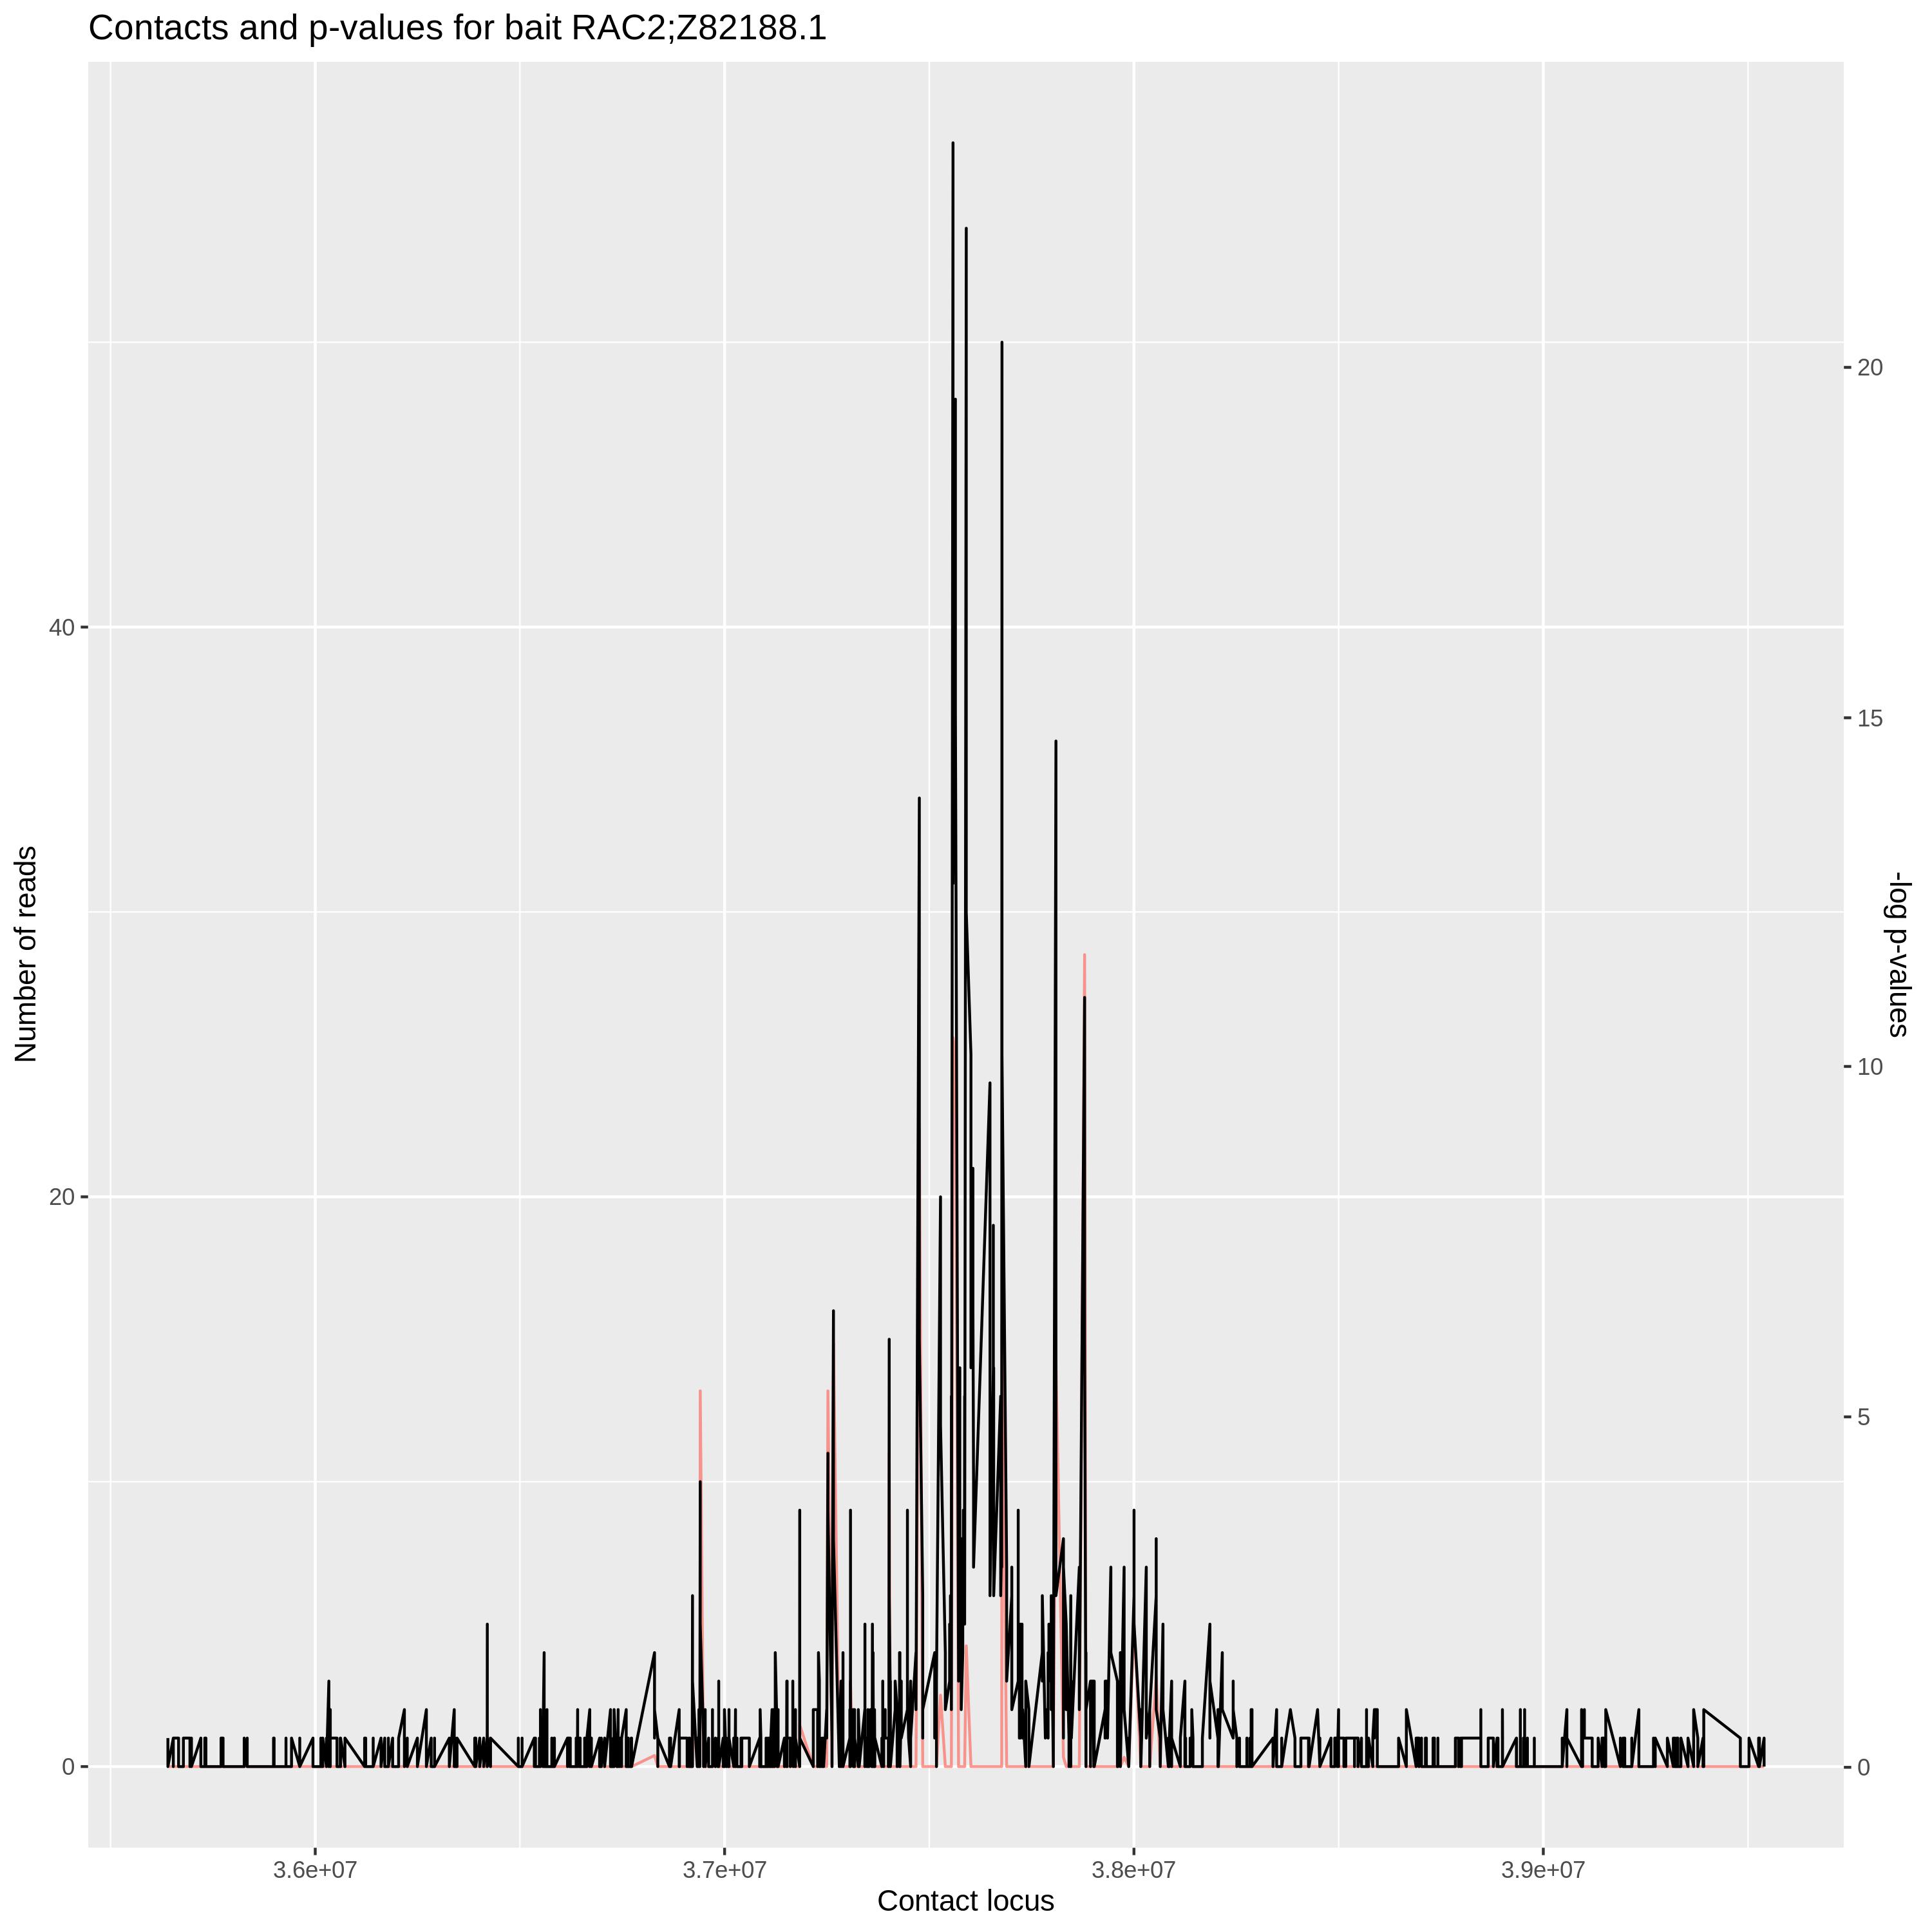 Contacts and p-values for bait RAC2;Z82188.1
Number of reads
40
20
0
20
15
10
5
0
-log p-values
3.6e+07
3.7e+07
3.8e+07
3.9e+07
Contact locus